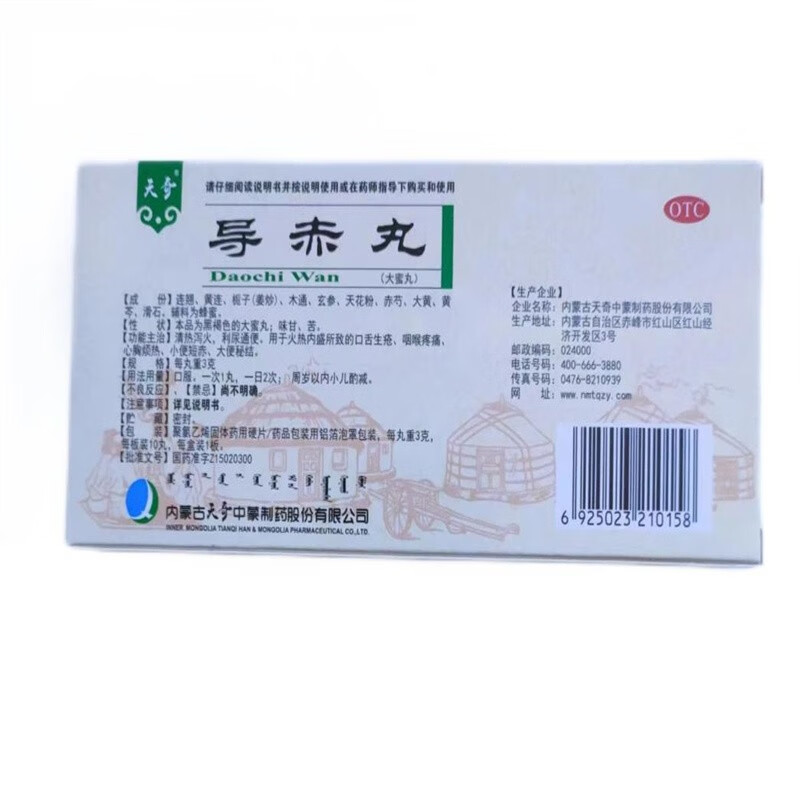 天奇®
请仔细阅读说明书并按说明使用或在药师指导下购买和使用
OTC
导赤丸
Daochi Wan
(大蜜丸)
【成 份】连翘、黄连、栀子(姜炒)、木通、玄参、天花粉、赤芍、大黄、黄
芩、滑石、辅料为蜂蜜。
【性 状】本品为黑褐色的大蜜丸；味甘、苦。
【功能主治】清热泻火，利尿通便，用于火热内盛所致的口舌生疮、咽喉疼痛、
心胸烦热、小便短赤、大便秘结。
【规 格】每丸重3克
【用法用量】口服，一次1丸，一日2次；周岁以内小儿酌减。
【不良反应】、【禁忌】尚不明确。
【注意事项】详见说明书。
【贮 藏】密封。
【包 装】聚氯乙烯固体药用硬片/药品包装用铝箔泡罩包装，每丸重3克，
每板装10丸，每盒装1板。
【批准文号】国药准字Z15020300
内蒙古天奇中蒙制药股份有限公司
INNER MONGOLIA TIANQI HAN & MONGOLIA PHARMACEUTICAL CO.,LTD.
【生产企业】
企业名称：内蒙古天奇中蒙制药股份有限公司
生产地址：内蒙古自治区赤峰市红山区红山经
济开发区3号
邮政编码：024000
电话号码：400-666-3880
传真号码：0476-8210939
网 址：www.nmtqzy.com
6 925023 210158